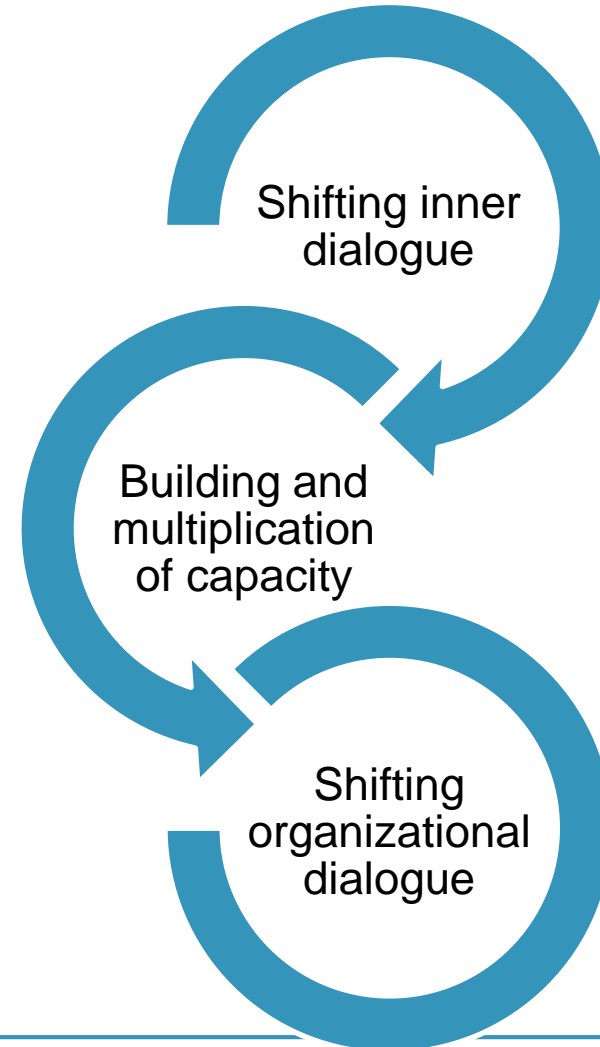 Shifting inner
dialogue
Building and
multiplication
of capacity
Shifting
organizational
dialogue